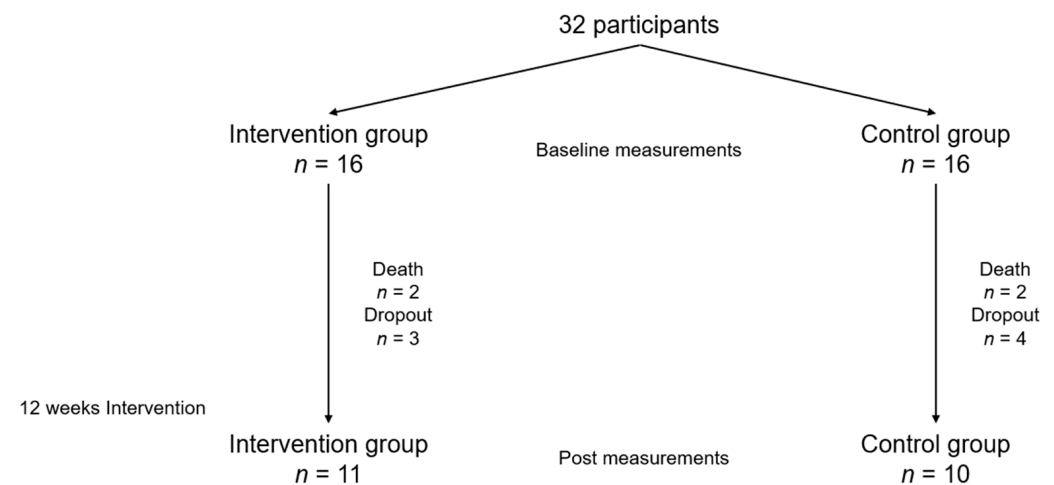 32 participants
Intervention group
n = 16
Baseline measurements
Control group
n = 16
Death
n = 2
Dropout
n = 3
Death
n = 2
Dropout
n = 4
12 weeks Intervention
Intervention group
n = 11
Post measurements
Control group
n = 10